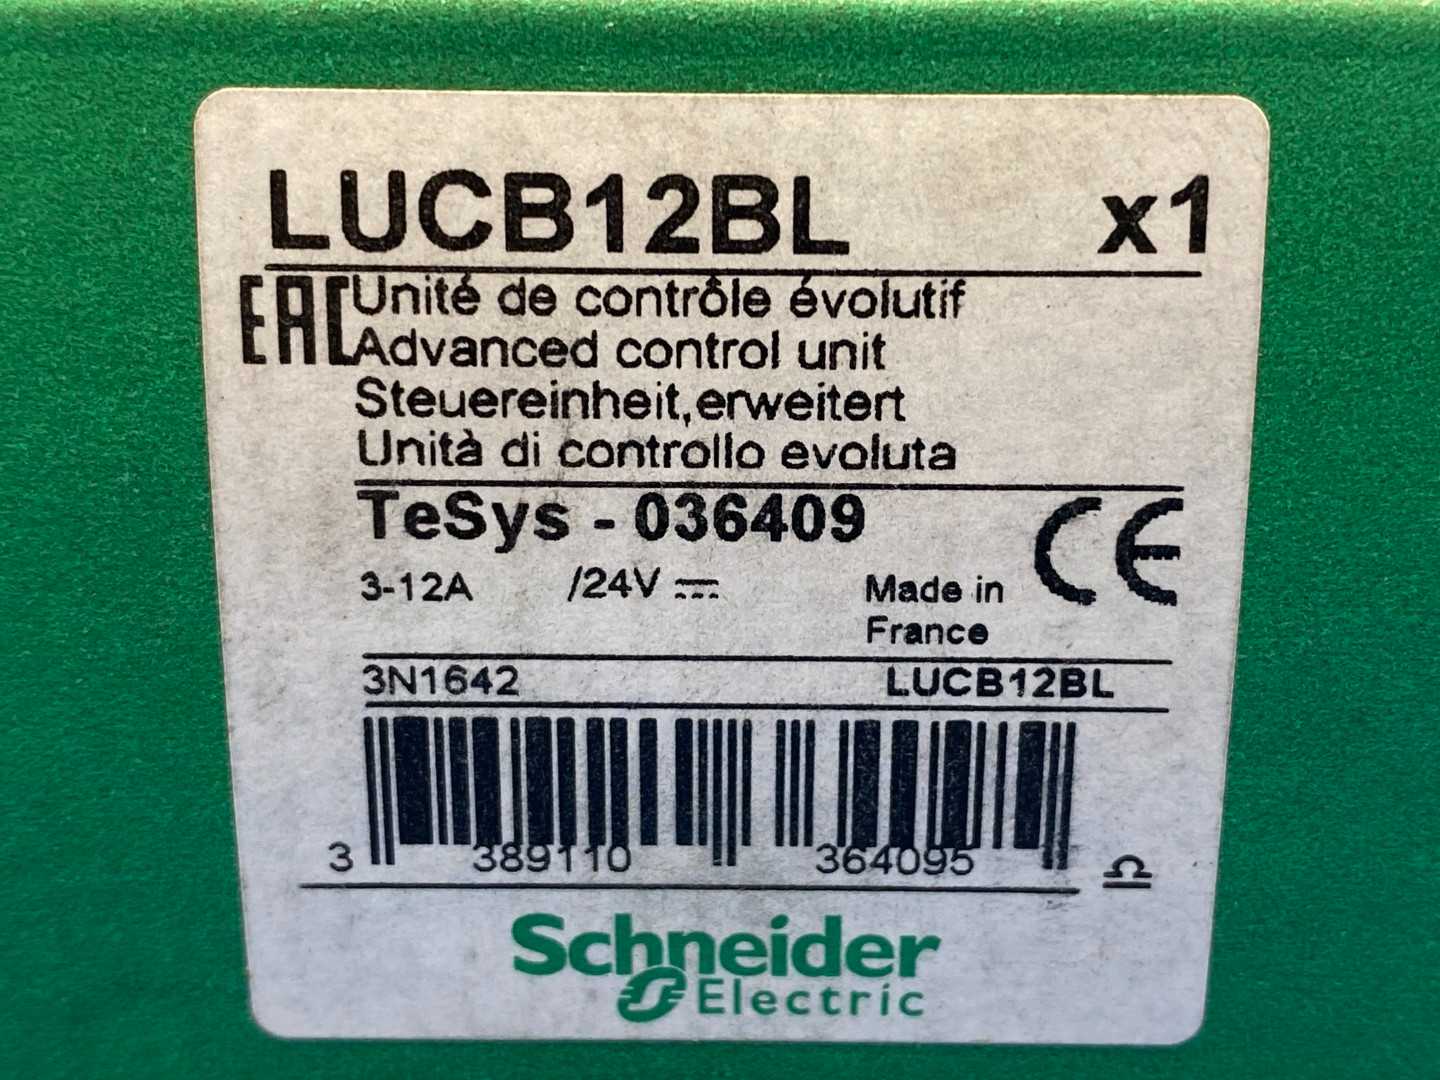 LUCB12BL x1
EAC Unité de contrôle évolutif
Advanced control unit
Steuereinheit,erweitert
Unità di controllo evoluta
TeSys - 036409 CE
3-12A /24V ⎓ Made in
France
3N1642 LUCB12BL
3 389110 364095
Schneider
Electric